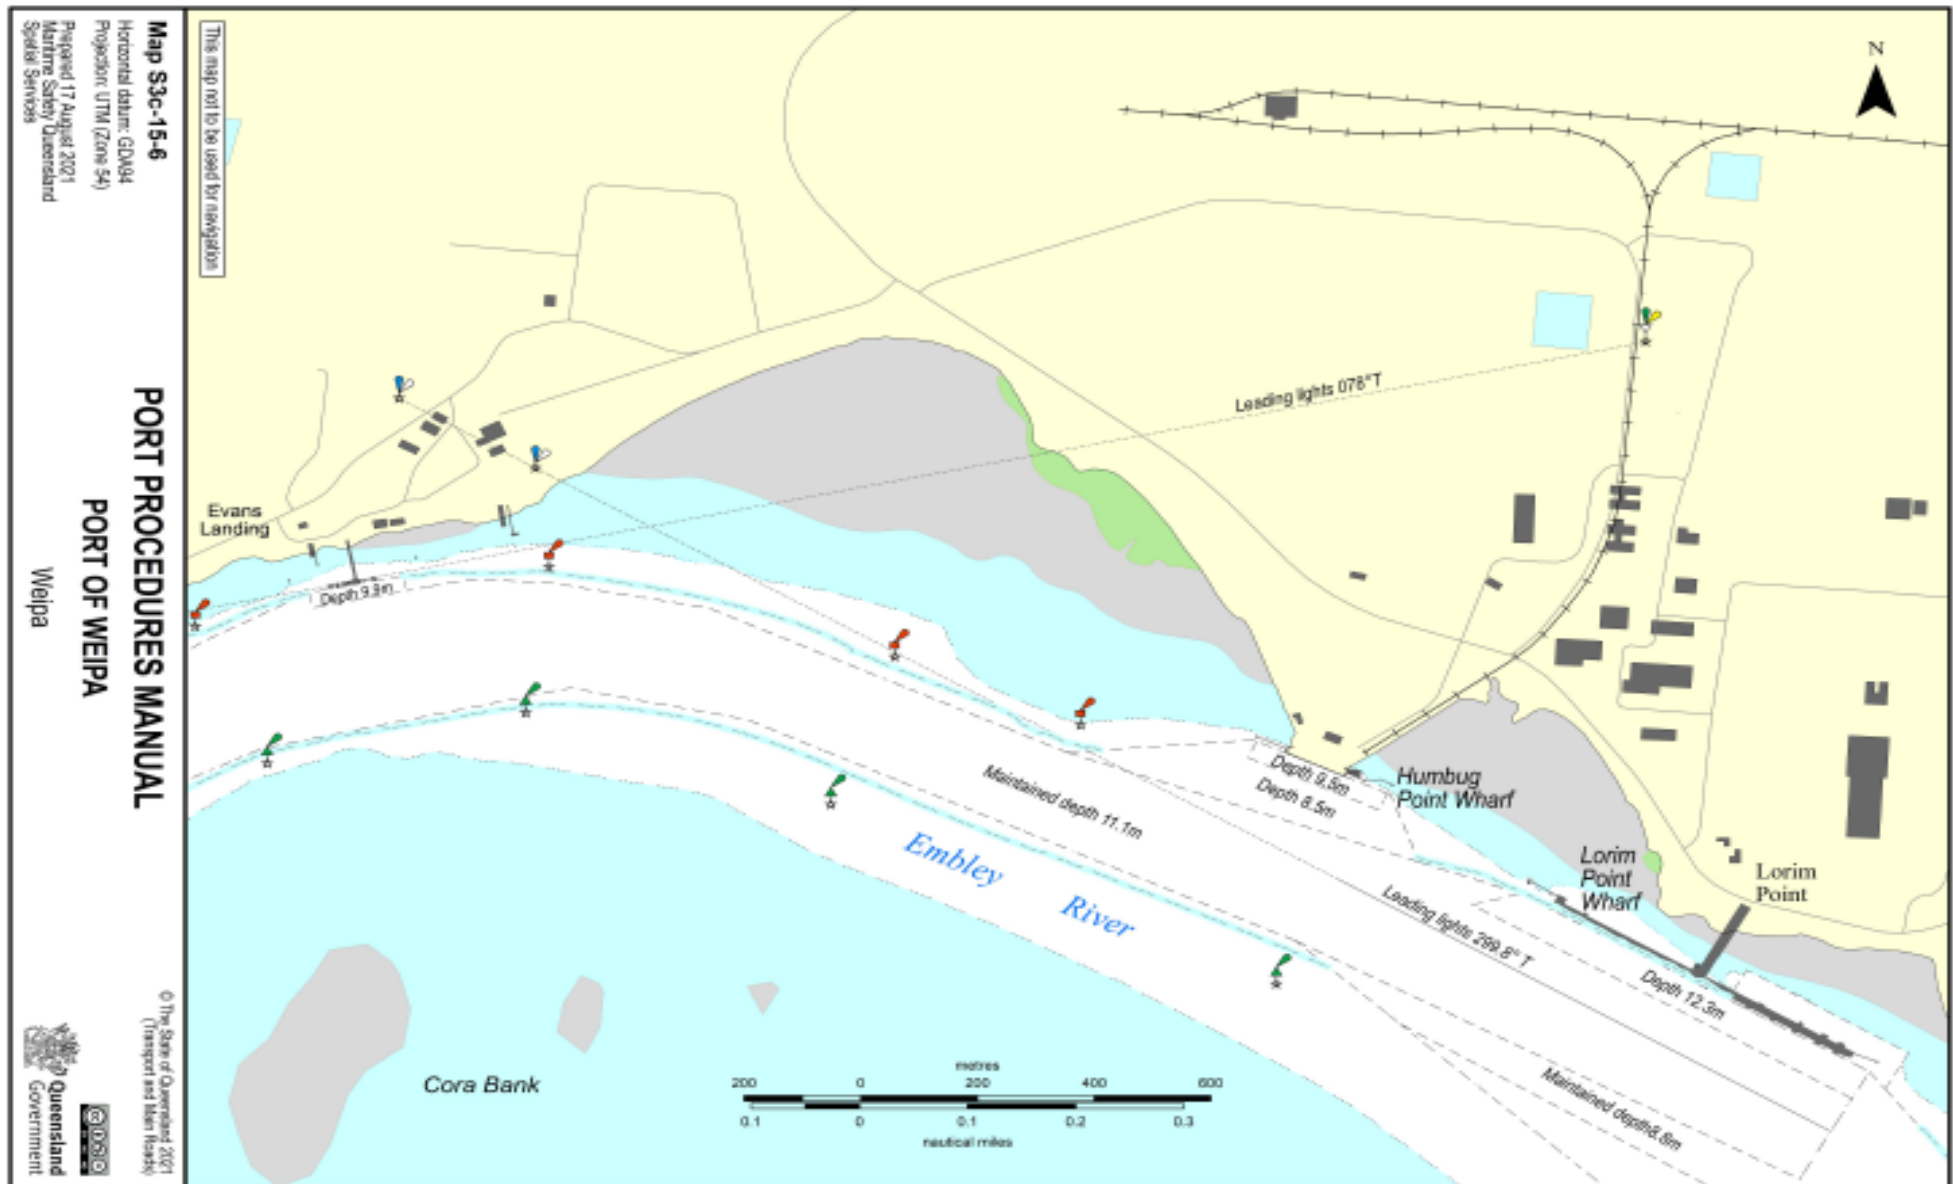 Map S3c-15-6
Horizontal datum: GDA94
Projection: UTM (Zone 54)
Prepared 17 August 2021
Maritime Safety Queensland
Spatial Services
This map not to be used for navigation
PORT PROCEDURES MANUAL
PORT OF WEIPA
Weipa
© The State of Queensland 2021
(Transport and Main Roads)
Queensland
Government
N
Leading lights 078°T
Evans
Landing
Depth 9.9m
Maintained depth 11.1m
Depth 9.5m
Depth 8.5m
Humbug
Point Wharf
Embley
River
Lorim
Point
Wharf
Lorim
Point
Leading lights 299.8° T
Depth 12.3m
Maintained depth8.8m
Cora Bank
metres
200 0 200 400 600
0.1 0 0.1 0.2 0.3
nautical miles